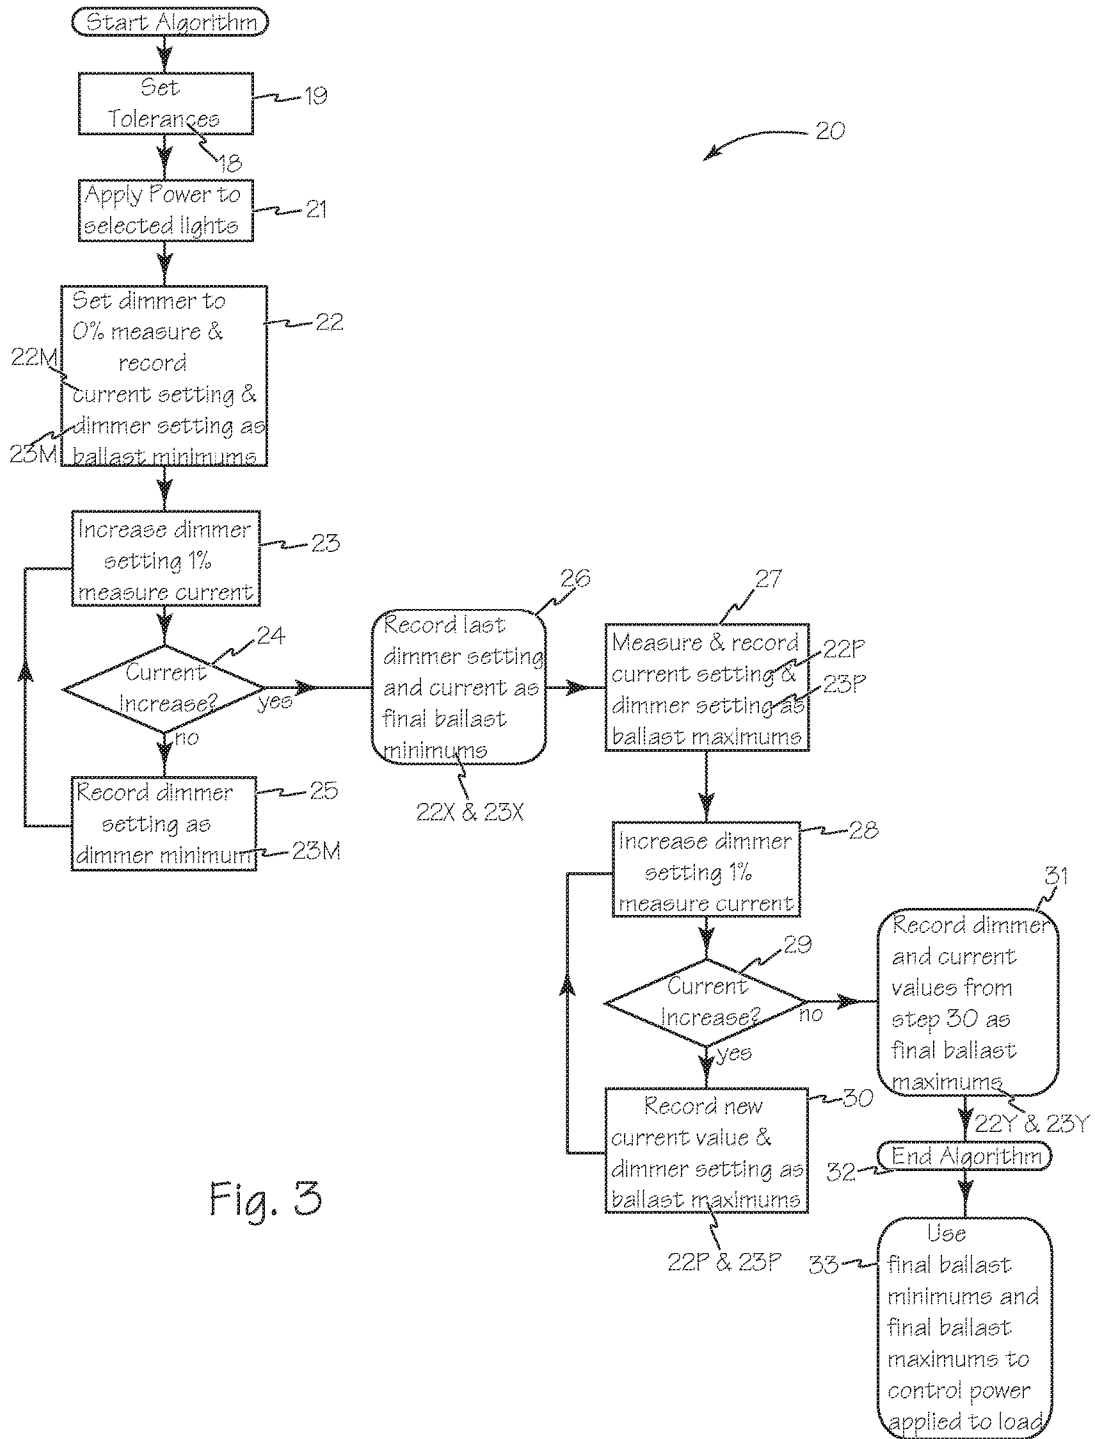 Start Algorithm
Set
Tolerances
19
18
20
Apply Power to
selected lights
21
Set dimmer to
0% measure &
record
current setting &
dimmer setting as
ballast minimums
22
22M
23M
Increase dimmer
setting 1%
measure current
23
Current
Increase?
24
yes
no
Record dimmer
setting as
dimmer minimum
25
23M
Record last
dimmer setting
and current as
final ballast
minimums
26
22X & 23X
27
Measure & record
current setting &
dimmer setting as
ballast maximums
22P
23P
Increase dimmer
setting 1%
measure current
28
Current
Increase?
29
no
yes
Record new
current value &
dimmer setting as
ballast maximums
30
22P & 23P
31
Record dimmer
and current
values from
step 30 as
final ballast
maximums
22Y & 23Y
End Algorithm
32
Use
final ballast
minimums and
final ballast
maximums to
control power
applied to load
33
Fig. 3